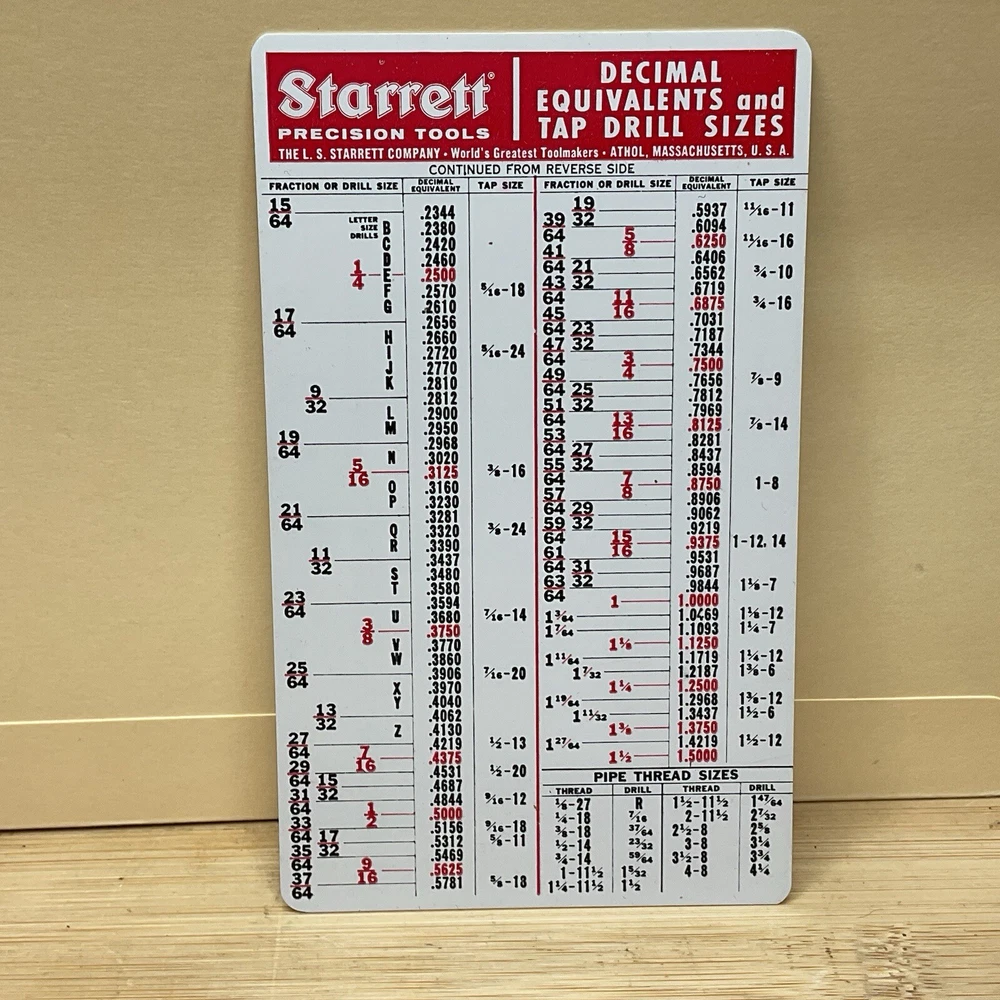 Starrett®
PRECISION TOOLS
DECIMAL
EQUIVALENTS and
TAP DRILL SIZES
THE L. S. STARRETT COMPANY • World's Greatest Toolmakers • ATHOL, MASSACHUSETTS, U. S. A.
CONTINUED FROM REVERSE SIDE
FRACTION OR DRILL SIZE DECIMAL EQUIVALENT TAP SIZE
15/64 .2344
LETTER SIZE DRILLS
B .2380
C .2420
D .2460
1/4 E .2500
F .2570 5/16-18
G .2610
17/64 .2656
H .2660
I .2720 5/16-24
J .2770
K .2810
9/32 .2812
L .2900
M .2950
19/64 .2968
N .3020
5/16 .3125 3/8-16
O .3160
P .3230
21/64 .3281
Q .3320 3/8-24
R .3390
11/32 .3437
S .3480
T .3580
23/64 .3594
U .3680 7/16-14
3/8 .3750
V .3770
W .3860
25/64 .3906 7/16-20
X .3970
Y .4040
13/32 .4062
Z .4130
27/64 .4219 1/2-13
7/16 .4375
29/64 .4531 1/2-20
15/32 .4687
31/64 .4844 9/16-12
1/2 .5000
33/64 .5156 9/16-18
17/32 .5312 5/8-11
35/64 .5469
9/16 .5625
37/64 .5781 5/8-18
FRACTION OR DRILL SIZE DECIMAL EQUIVALENT TAP SIZE
19/32 .5937 11/16-11
39/64 .6094
5/8 .6250 11/16-16
41/64 .6406
21/32 .6562 3/4-10
43/64 .6719
11/16 .6875 3/4-16
45/64 .7031
23/32 .7187
47/64 .7344
3/4 .7500
49/64 .7656 7/8-9
25/32 .7812
51/64 .7969
13/16 .8125 7/8-14
53/64 .8281
27/32 .8437
55/64 .8594
7/8 .8750 1-8
57/64 .8906
29/32 .9062
59/64 .9219
15/16 .9375 1-12, 14
61/64 .9531
31/32 .9687
63/64 .9844 1 1/8-7
1 1.0000
1 3/64 1.0469 1 1/8-12
1 7/64 1.1093 1 1/4-7
1 1/8 1.1250
1 11/64 1.1719 1 1/4-12
1 7/32 1.2187 1 3/8-6
1 1/4 1.2500
1 19/64 1.2968 1 3/8-12
1 11/32 1.3437 1 1/2-6
1 3/8 1.3750
1 27/64 1.4219 1 1/2-12
1 1/2 1.5000
PIPE THREAD SIZES
THREAD DRILL THREAD DRILL
1/8-27 R 1 1/2-11 1/2 1 47/64
1/4-18 7/16 2-11 1/2 2 7/32
3/8-18 37/64 2 1/2-8 2 5/8
1/2-14 23/32 3-8 3 1/4
3/4-14 59/64 3 1/2-8 3 3/4
1-11 1/2 1 5/32 4-8 4 1/4
1 1/4-11 1/2 1 1/2